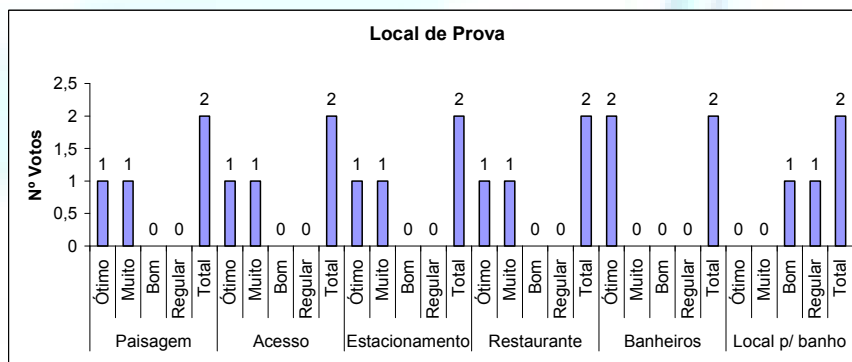 Local de Prova
Nº Votos
2,5
2
1,5
1
0,5
0
1 1 0 0 2 1 1 0 0 2 1 1 0 0 2 1 1 0 0 2 2 0 0 0 2 0 0 1 1 2
Ótimo Muito Bom Regular Total Ótimo Muito Bom Regular Total Ótimo Muito Bom Regular Total Ótimo Muito Bom Regular Total Ótimo Muito Bom Regular Total Ótimo Muito Bom Regular Total
Paisagem Acesso Estacionamento Restaurante Banheiros Local p/ banho